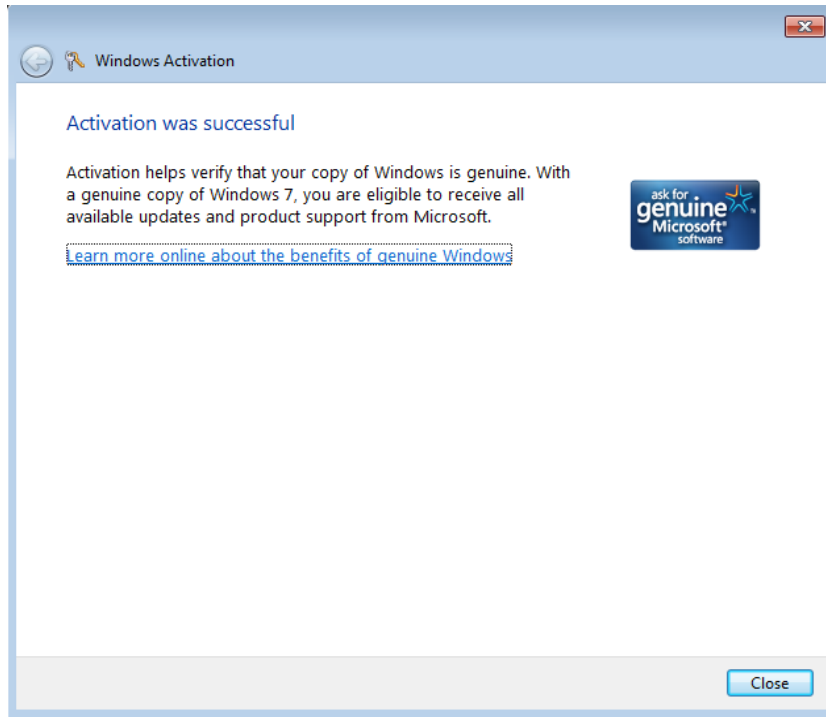 Windows Activation
Activation was successful
Activation helps verify that your copy of Windows is genuine. With
a genuine copy of Windows 7, you are eligible to receive all
available updates and product support from Microsoft.
ask for
genuine™
Microsoft®
software
Learn more online about the benefits of genuine Windows
Close